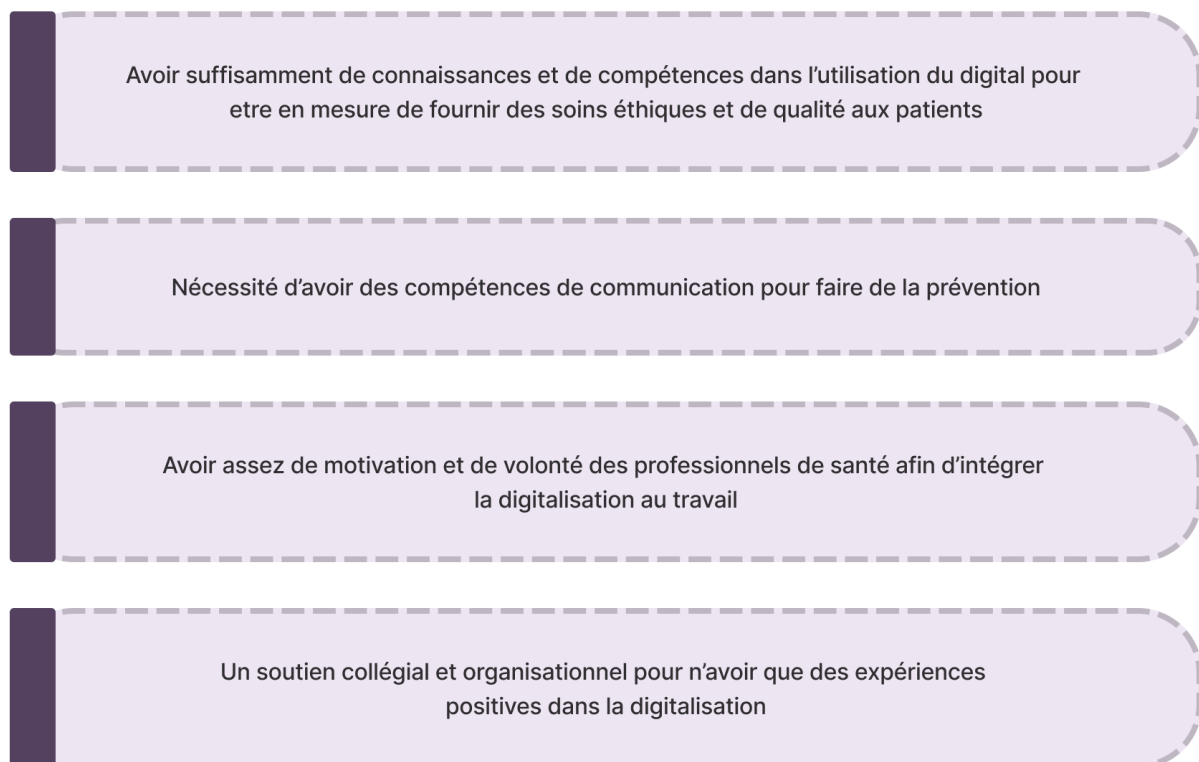 Avoir suffisamment de connaissances et de compétences dans l’utilisation du digital pour
etre en mesure de fournir des soins éthiques et de qualité aux patients
Nécessité d’avoir des compétences de communication pour faire de la prévention
Avoir assez de motivation et de volonté des professionnels de santé afin d’intégrer
la digitalisation au travail
Un soutien collégial et organisationnel pour n’avoir que des expériences
positives dans la digitalisation